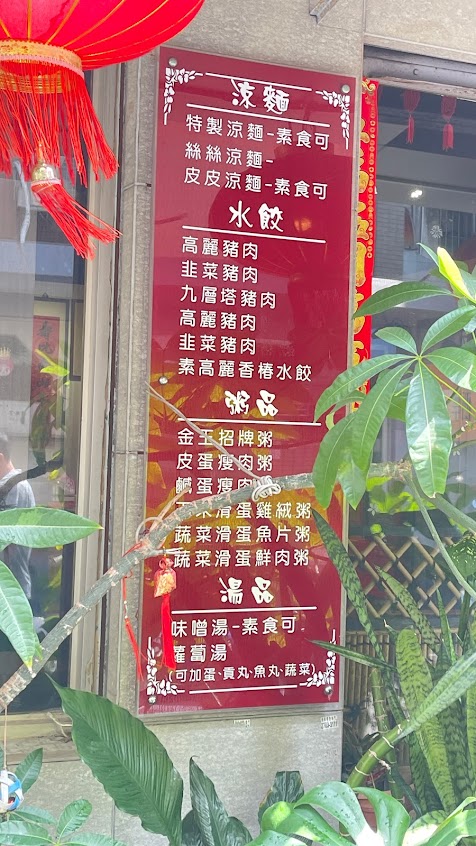 涼麵
特製涼麵-素食可
絲絲涼麵-
皮皮涼麵-素食可
水餃
高麗豬肉
韭菜豬肉
九層塔豬肉
高麗豬肉
韭菜豬肉
素高麗香椿水餃
粥品
金玉招牌粥
皮蛋瘦肉粥
鹹蛋瘦肉粥
菜滑蛋雞絨粥
蔬菜滑蛋魚片粥
蔬菜滑蛋鮮肉粥
湯品
味噌湯-素食可
蘿蔔湯
(可加蛋、貢丸、魚丸、蔬菜)